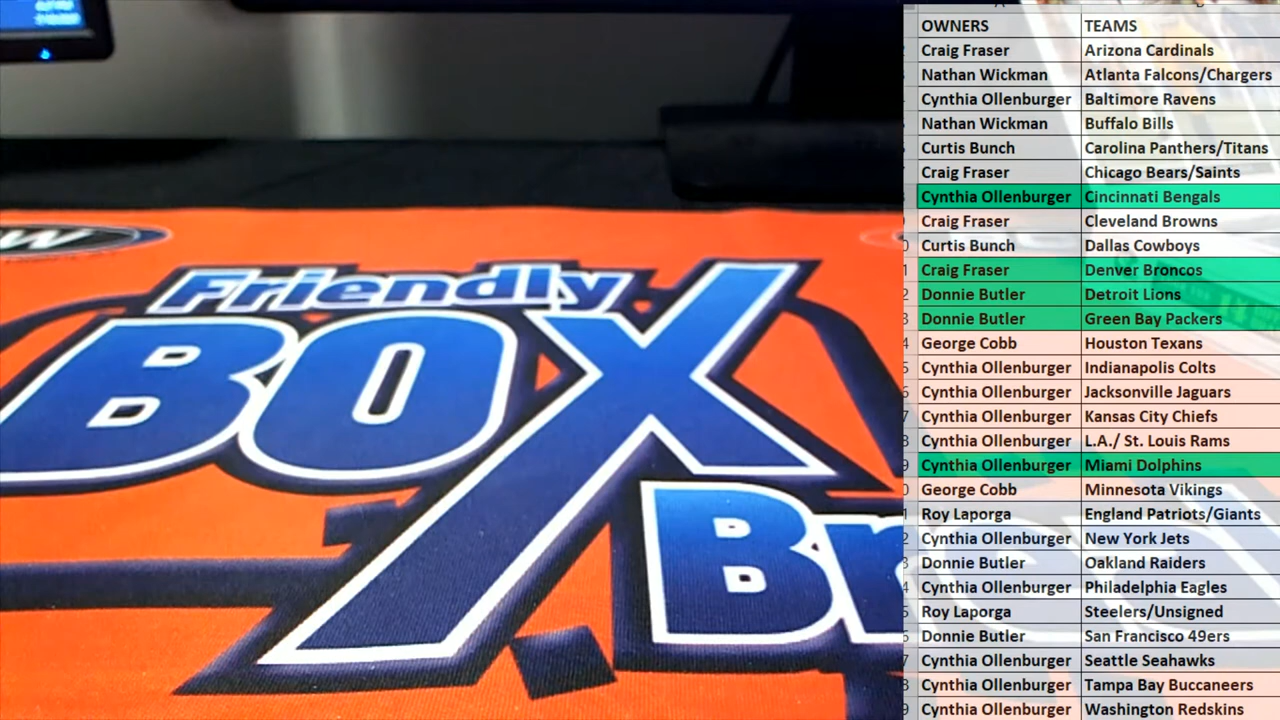 OWNERS TEAMS
Craig Fraser Arizona Cardinals
Nathan Wickman Atlanta Falcons/Chargers
Cynthia Ollenburger Baltimore Ravens
Nathan Wickman Buffalo Bills
Curtis Bunch Carolina Panthers/Titans
Craig Fraser Chicago Bears/Saints
Cynthia Ollenburger Cincinnati Bengals
Craig Fraser Cleveland Browns
Curtis Bunch Dallas Cowboys
Craig Fraser Denver Broncos
Donnie Butler Detroit Lions
Donnie Butler Green Bay Packers
George Cobb Houston Texans
Cynthia Ollenburger Indianapolis Colts
Cynthia Ollenburger Jacksonville Jaguars
Cynthia Ollenburger Kansas City Chiefs
Cynthia Ollenburger L.A./ St. Louis Rams
Cynthia Ollenburger Miami Dolphins
George Cobb Minnesota Vikings
Roy Laporga England Patriots/Giants
Cynthia Ollenburger New York Jets
Donnie Butler Oakland Raiders
Cynthia Ollenburger Philadelphia Eagles
Roy Laporga Steelers/Unsigned
Donnie Butler San Francisco 49ers
Cynthia Ollenburger Seattle Seahawks
Cynthia Ollenburger Tampa Bay Buccaneers
Cynthia Ollenburger Washington Redskins
Friendly
BOX
Br